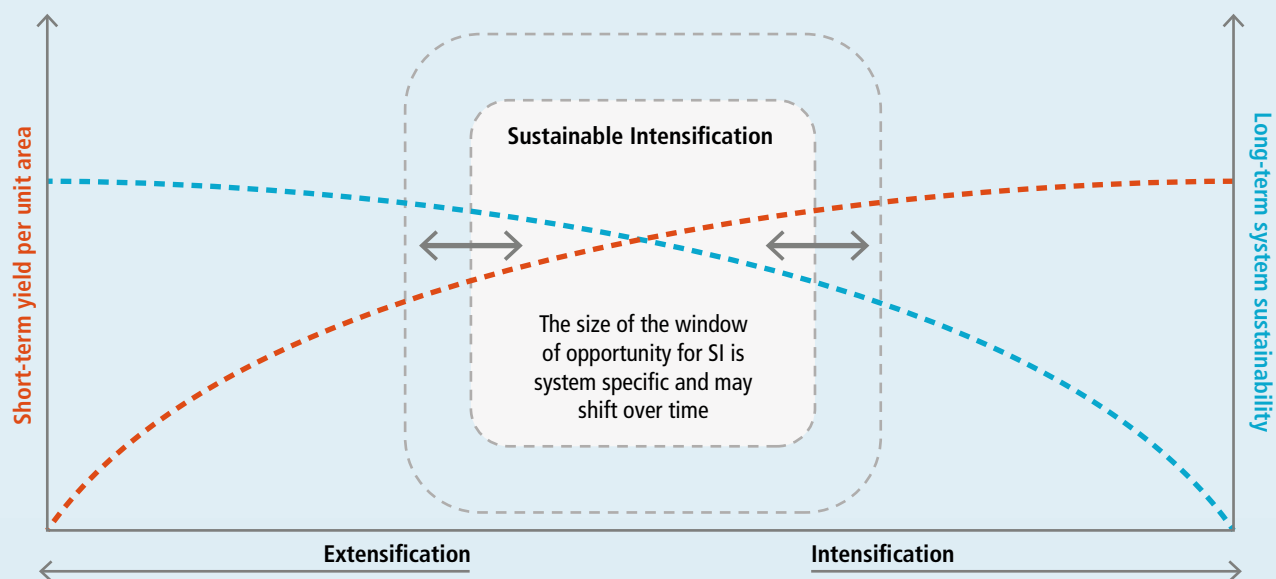 Short-term yield per unit area
Sustainable Intensification
The size of the window
of opportunity for SI is
system specific and may
shift over time
Long-term system sustainability
Extensification
Intensification